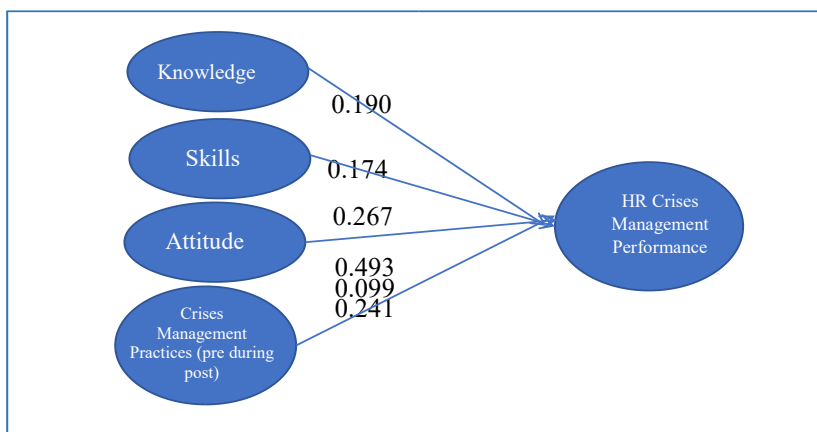 Knowledge
0.190
Skills
0.174
Attitude
0.267
0.493
0.099
0.241
Crises
Management
Practices (pre during
post)
HR Crises
Management
Performance